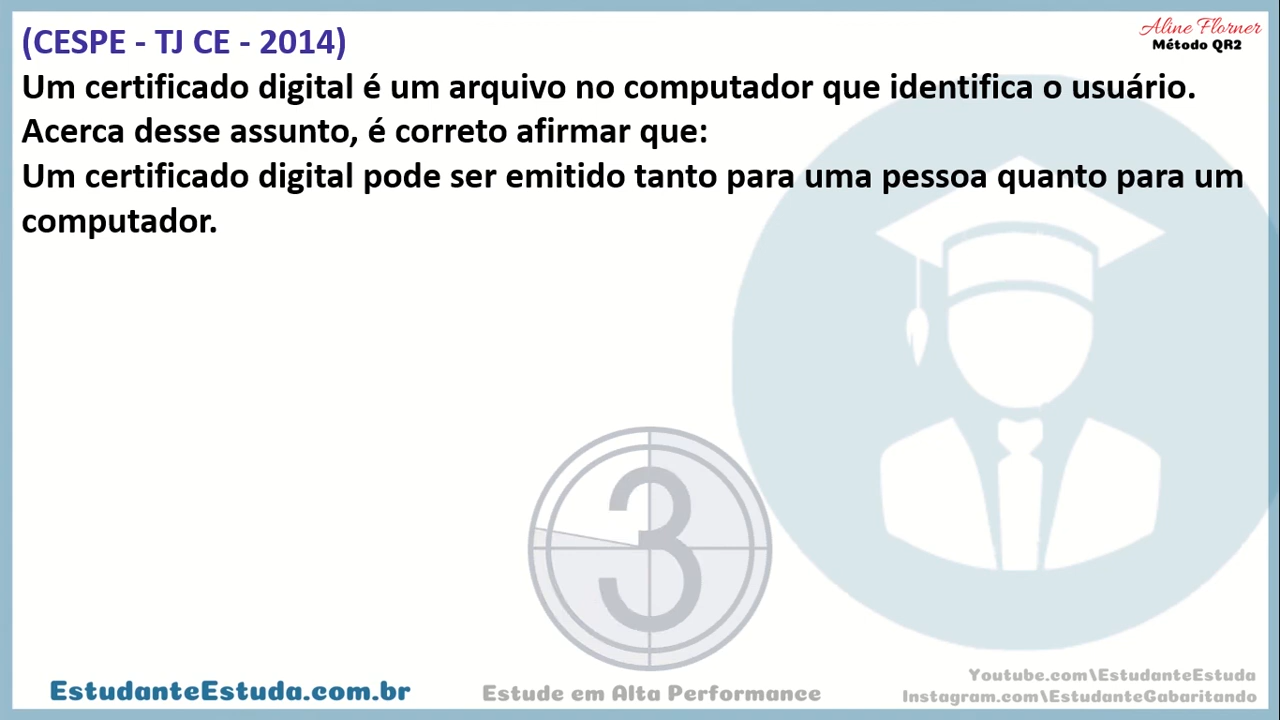 (CESPE - TJ CE - 2014)
Aline Florner
Método QR2
Um certificado digital é um arquivo no computador que identifica o usuário.
Acerca desse assunto, é correto afirmar que:
Um certificado digital pode ser emitido tanto para uma pessoa quanto para um
computador.
3
EstudanteEstuda.com.br
Estude em Alta Performance
Youtube.com\EstudanteEstuda
Instagram.com\EstudanteGabaritando